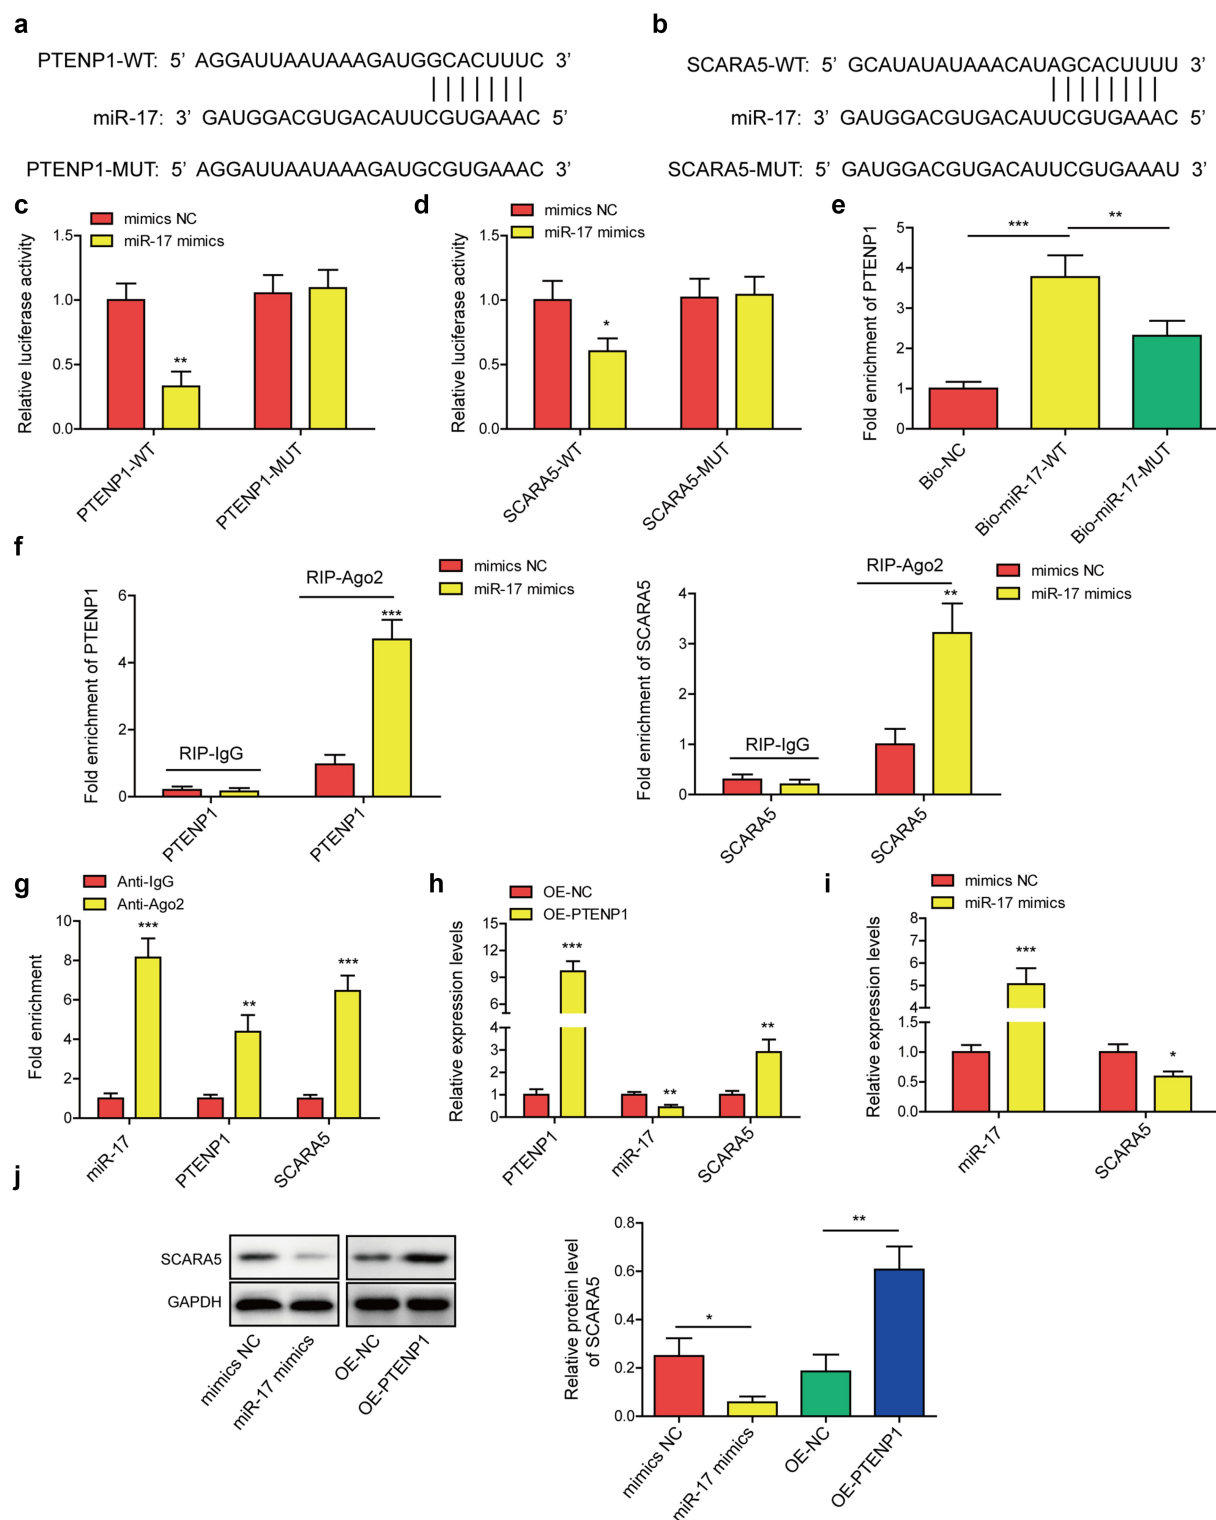 a
PTENP1-WT: 5' AGGAUUAAUAAAGAUGGCACUUUC 3'
miR-17: 3' GAUGGACGUGACAUUCGUGAAAC 5'
PTENP1-MUT: 5' AGGAUUAAUAAAGAUGCGUGAAAC 3'
b
SCARA5-WT: 5' GCAUAUAUAAACAUAGCACUUUUU 3'
miR-17: 3' GAUGGACGUGACAUUCGUGAAAC 5'
SCARA5-MUT: 5' GAUGGACGUGACAUUCGUGAAAU 3'
c
mimics NC
miR-17 mimics
Relative luciferase activity
1.5
1.0
0.5
0.0
**
PTENP1-WT
PTENP1-MUT
d
mimics NC
miR-17 mimics
Relative luciferase activity
1.5
1.0
0.5
0.0
*
SCARA5-WT
SCARA5-MUT
e
Fold enrichment of PTENP1
5
4
3
2
1
0
***
**
Bio-NC
Bio-miR-17-WT
Bio-miR-17-MUT
f
mimics NC
miR-17 mimics
Fold enrichment of PTENP1
6
4
2
0
RIP-IgG
RIP-Ago2
***
PTENP1
PTENP1
mimics NC
miR-17 mimics
Fold enrichment of SCARA5
4
3
2
1
0
RIP-IgG
RIP-Ago2
**
SCARA5
SCARA5
g
Anti-IgG
Anti-Ago2
Fold enrichment
10
8
6
4
2
0
***
**
***
miR-17
PTENP1
SCARA5
h
OE-NC
OE-PTENP1
Relative expression levels
15
12
9
6
4
3
2
1
0
***
**
**
PTENP1
miR-17
SCARA5
i
mimics NC
miR-17 mimics
Relative expression levels
8
7
6
5
4
1.5
1.0
0.5
0.0
***
*
miR-17
SCARA5
j
SCARA5
GAPDH
mimics NC
miR-17 mimics
OE-NC
OE-PTENP1
Relative protein level
of SCARA5
0.8
0.6
0.4
0.2
0.0
*
**
mimics NC
miR-17 mimics
OE-NC
OE-PTENP1